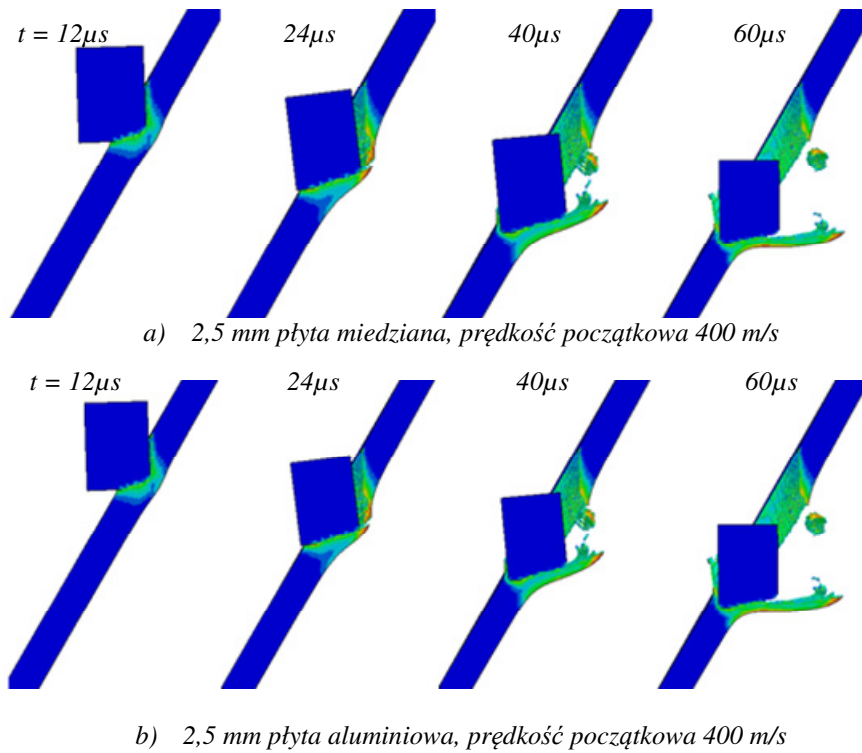 t = 12µs 24µs 40µs 60µs
a) 2,5 mm płyta miedziana, prędkość początkowa 400 m/s
t = 12µs 24µs 40µs 60µs
b) 2,5 mm płyta aluminiowa, prędkość początkowa 400 m/s